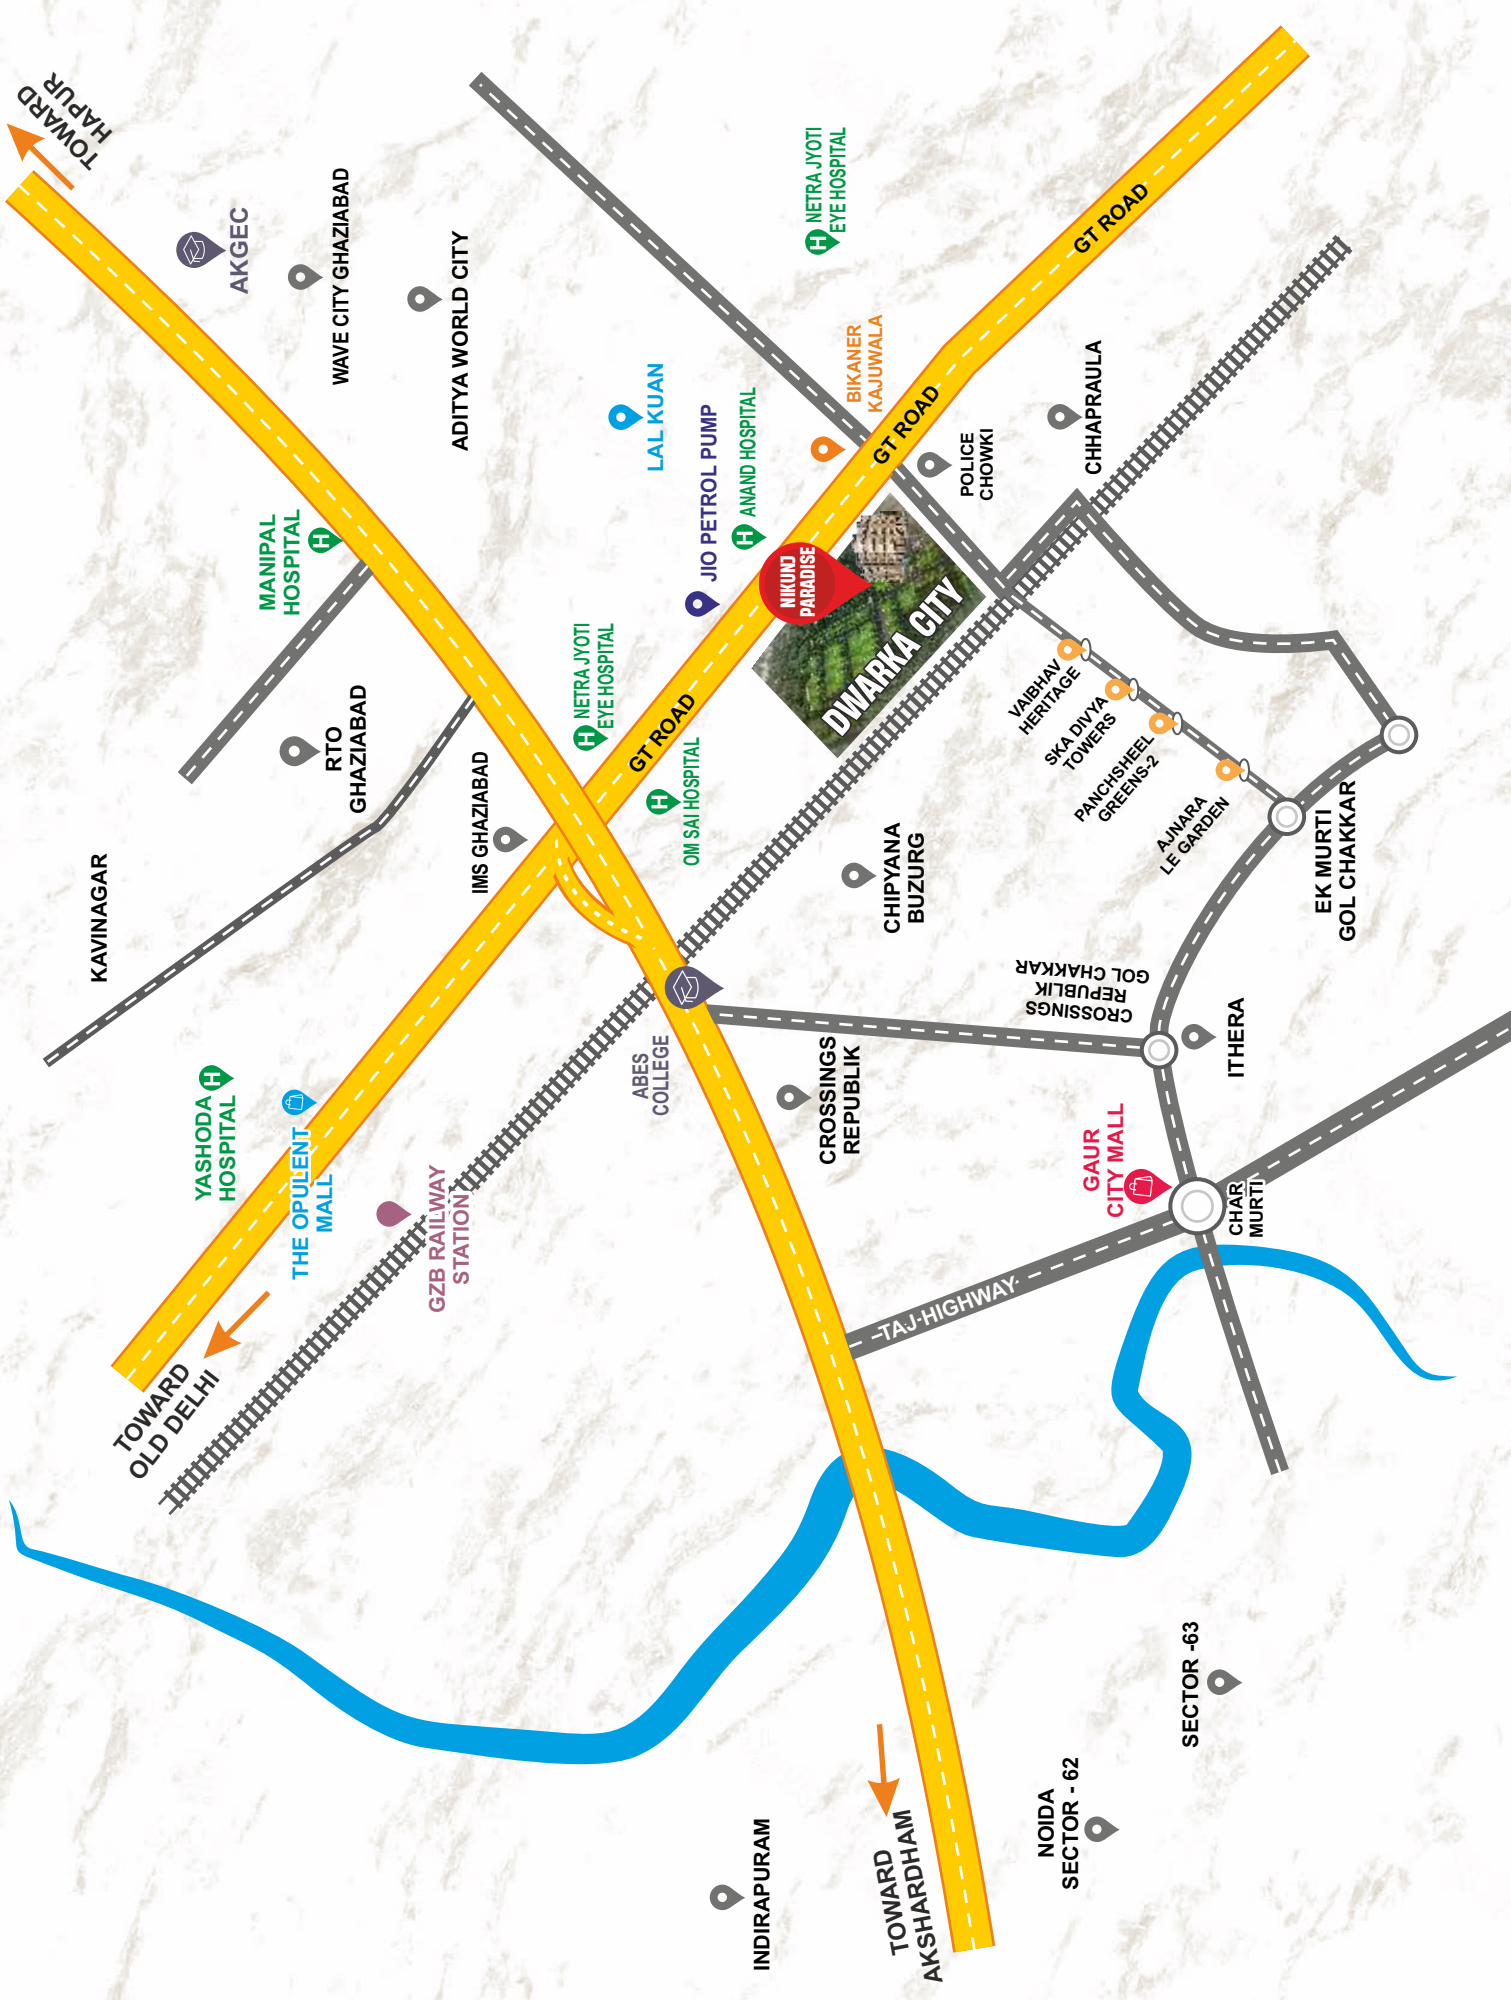 TOWARD
HAPUR
AKGEC
WAVE CITY GHAZIABAD
ADITYA WORLD CITY
MANIPAL
HOSPITAL
RTO
GHAZIABAD
KAVINAGAR
IMS GHAZIABAD
YASHODA
HOSPITAL
THE OPULENT
MALL
TOWARD
OLD DELHI
GZB RAILWAY
STATION
LAL KUAN
JIO PETROL PUMP
ANAND HOSPITAL
NETRA JYOTI
EYE HOSPITAL
BIKANER
KAJUWALA
NETRA JYOTI
EYE HOSPITAL
GT ROAD
GT ROAD
GT ROAD
OM SAI HOSPITAL
NIKUNJ
PARADISE
DWARKA CITY
POLICE
CHOWKI
CHHAPRAULA
VAIBHAV
HERITAGE
SKA DIVYA
TOWERS
PANCHSHEEL
GREENS-2
AJNARA
LE GARDEN
EK MURTI
GOL CHAKKAR
CHIPYANA
BUZURG
CROSSINGS
REPUBLIK
GOL CHAKKAR
ABES
COLLEGE
CROSSINGS
REPUBLIK
ITHERA
GAUR
CITY MALL
CHAR
MURTI
TAJ HIGHWAY
SECTOR -63
NOIDA
SECTOR - 62
TOWARD
AKSHARDHAM
INDIRAPURAM